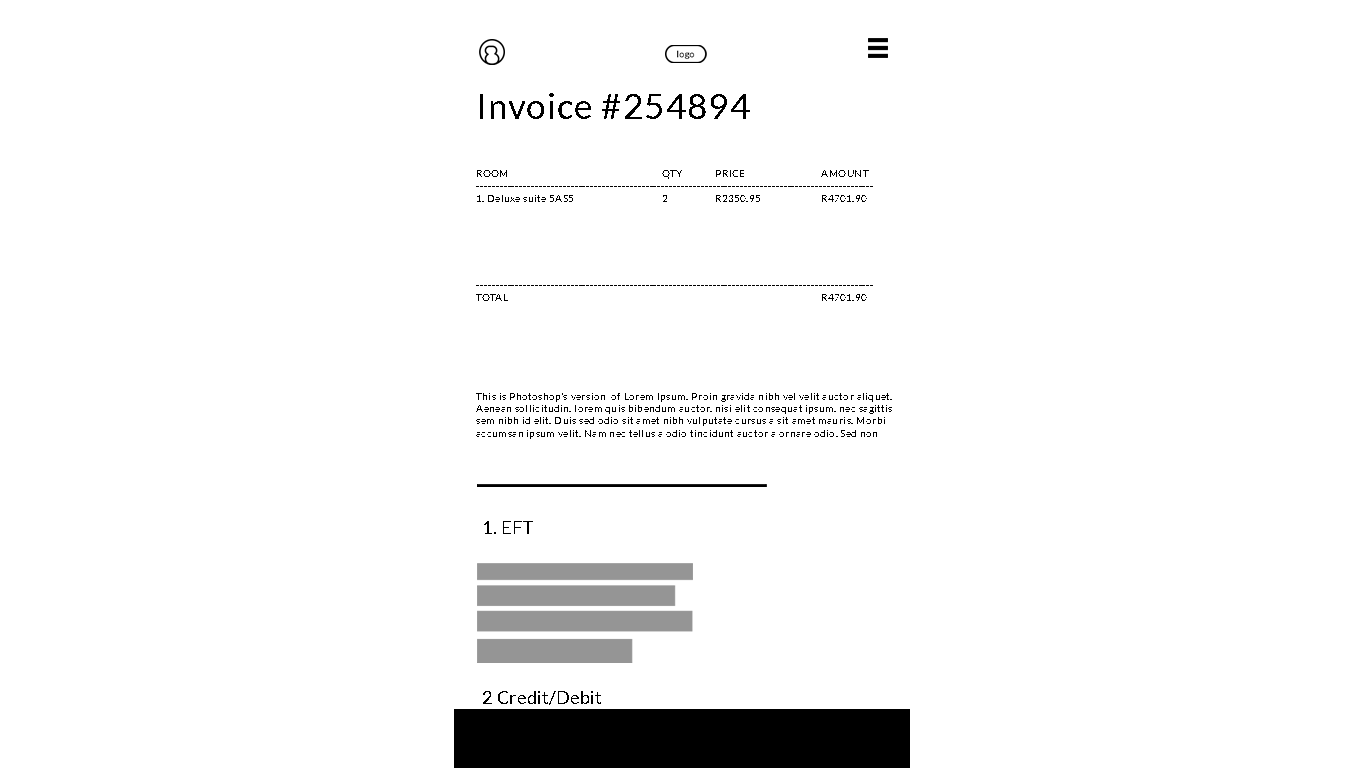 logo
Invoice #254894
ROOM QTY PRICE AMOUNT
1. Deluxe suite 5AS5 2 R2350.95 R4701.90
TOTAL R4701.90
This is Photoshop's version of Lorem Ipsum. Proin gravida nibh vel velit auctor aliquet.
Aenean sollicitudin, lorem quis bibendum auctor, nisi elit consequat ipsum, nec sagittis
sem nibh id elit. Duis sed odio sit amet nibh vulputate cursus a sit amet mauris. Morbi
accumsan ipsum velit. Nam nec tellus a odio tincidunt auctor a ornare odio. Sed non
1. EFT
2 Credit/Debit